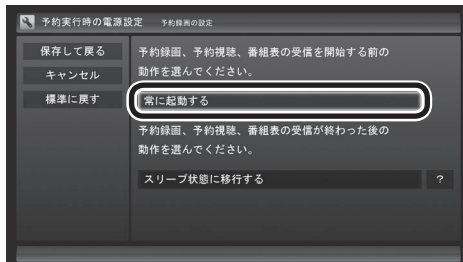 予約実行時の電源設定 予約録画の設定
保存して戻る
キャンセル
標準に戻す
予約録画、予約視聴、番組表の受信を開始する前の
動作を選んでください。
常に起動する
予約録画、予約視聴、番組表の受信が終わった後の
動作を選んでください。
スリープ状態に移行する ?